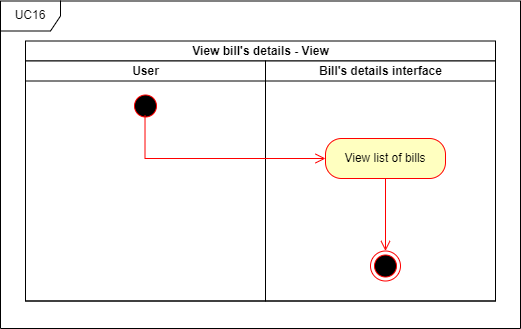 UC16
View bill's details - View
User
Bill's details interface
View list of bills